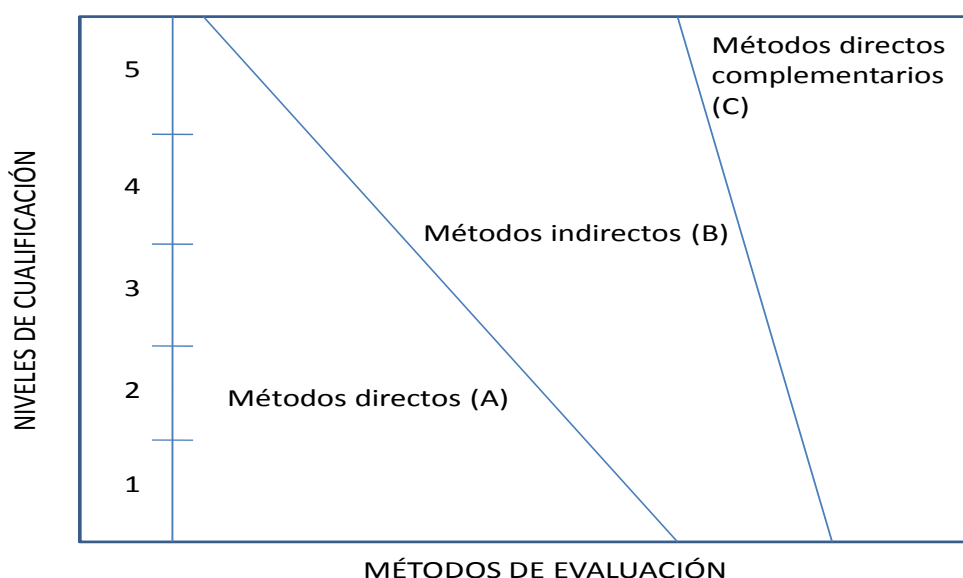 Métodos directos
complementarios
(C)
5
4
Métodos indirectos (B)
3
2
Métodos directos (A)
1
NIVELES DE CUALIFICACIÓN
MÉTODOS DE EVALUACIÓN